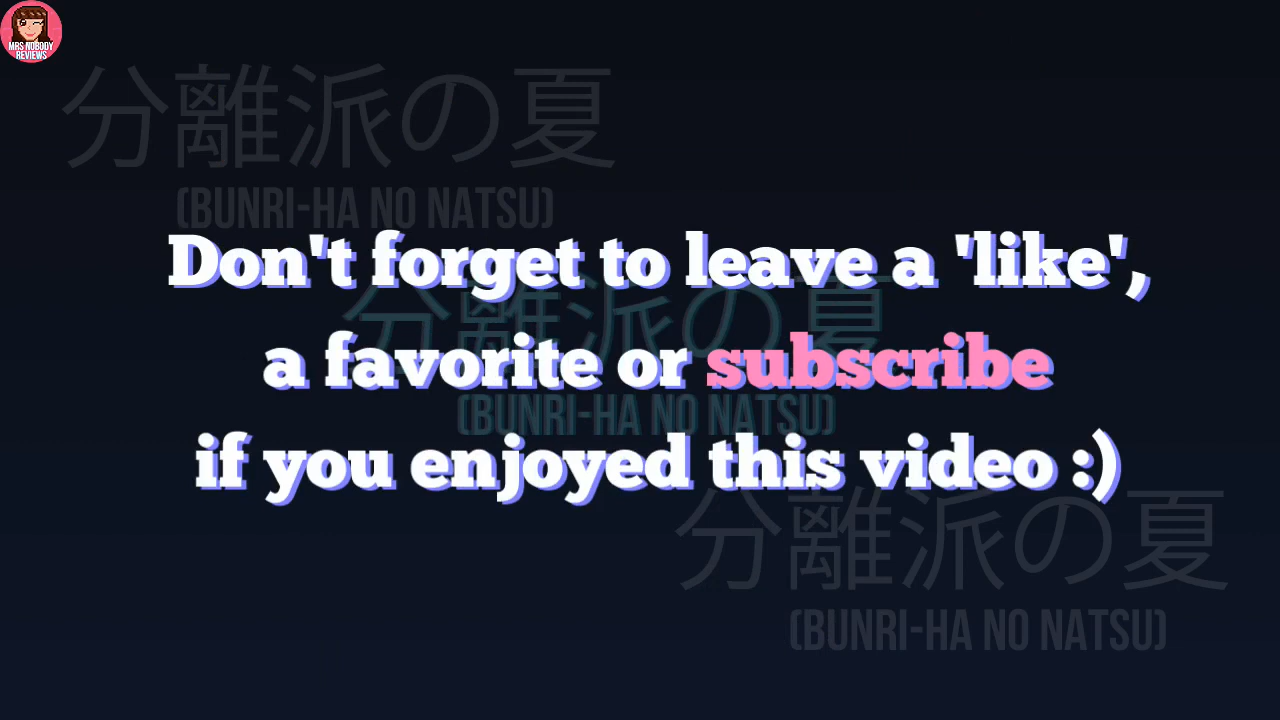 MRS NOBODY
REVIEWS
分離派の夏
(BUNRI-HA NO NATSU)
Don't forget to leave a 'like',
分離派の夏
a favorite or subscribe
(BUNRI-HA NO NATSU)
if you enjoyed this video :)
分離派の夏
(BUNRI-HA NO NATSU)